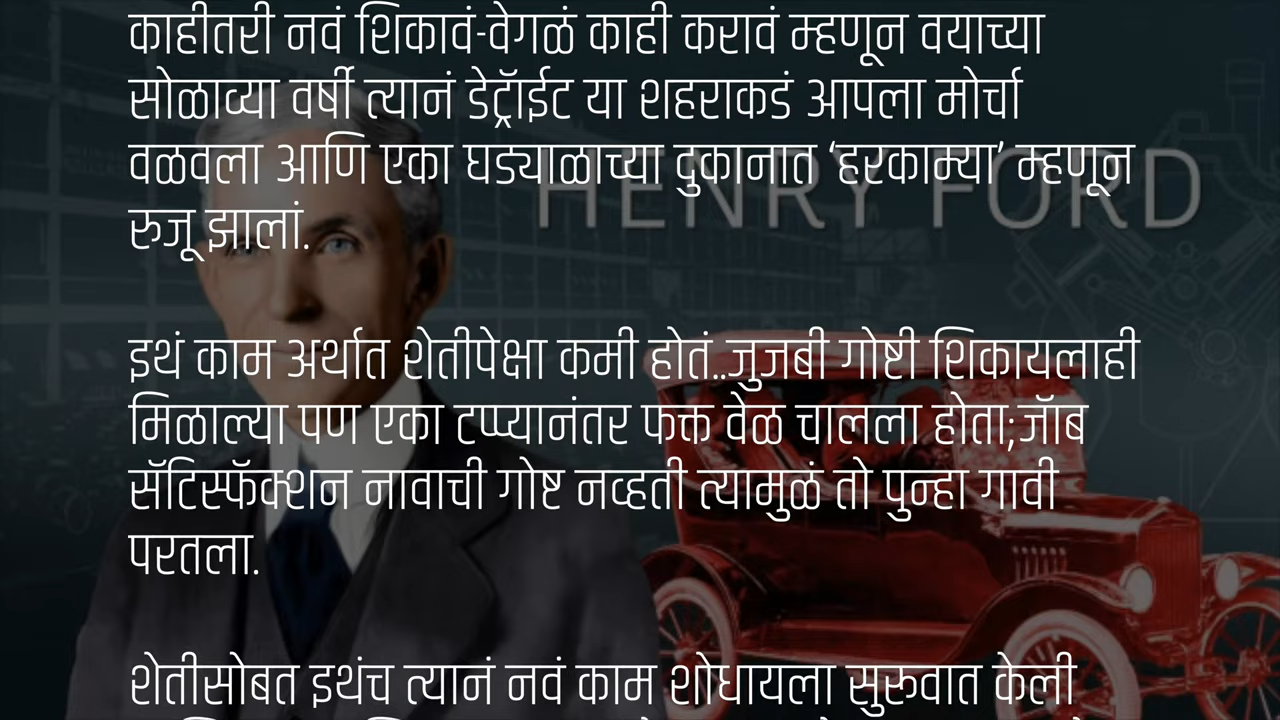 काहीतरी नवं शिकावं-वेगळं काही करावं म्हणून वयाच्या
सोळाव्या वर्षी त्यानं डेट्रॉईट या शहराकडं आपला मोर्चा
वळवला आणि एका घड्याळाच्या दुकानात ‘हरकाम्या’ म्हणून
रुजू झालां.
HENRY FORD
इथं काम अर्थात शेतीपेक्षा कमी होतं..जुजबी गोष्टी शिकायलाही
मिळाल्या पण एका टप्प्यानंतर फक्त वेळ चालला होता;जॉब
सॅटिस्फॅक्शन नावाची गोष्ट नव्हती त्यामुळं तो पुन्हा गावी
परतला.
शेतीसोबत इथंच त्यानं नवं काम शोधायला सुरूवात केली